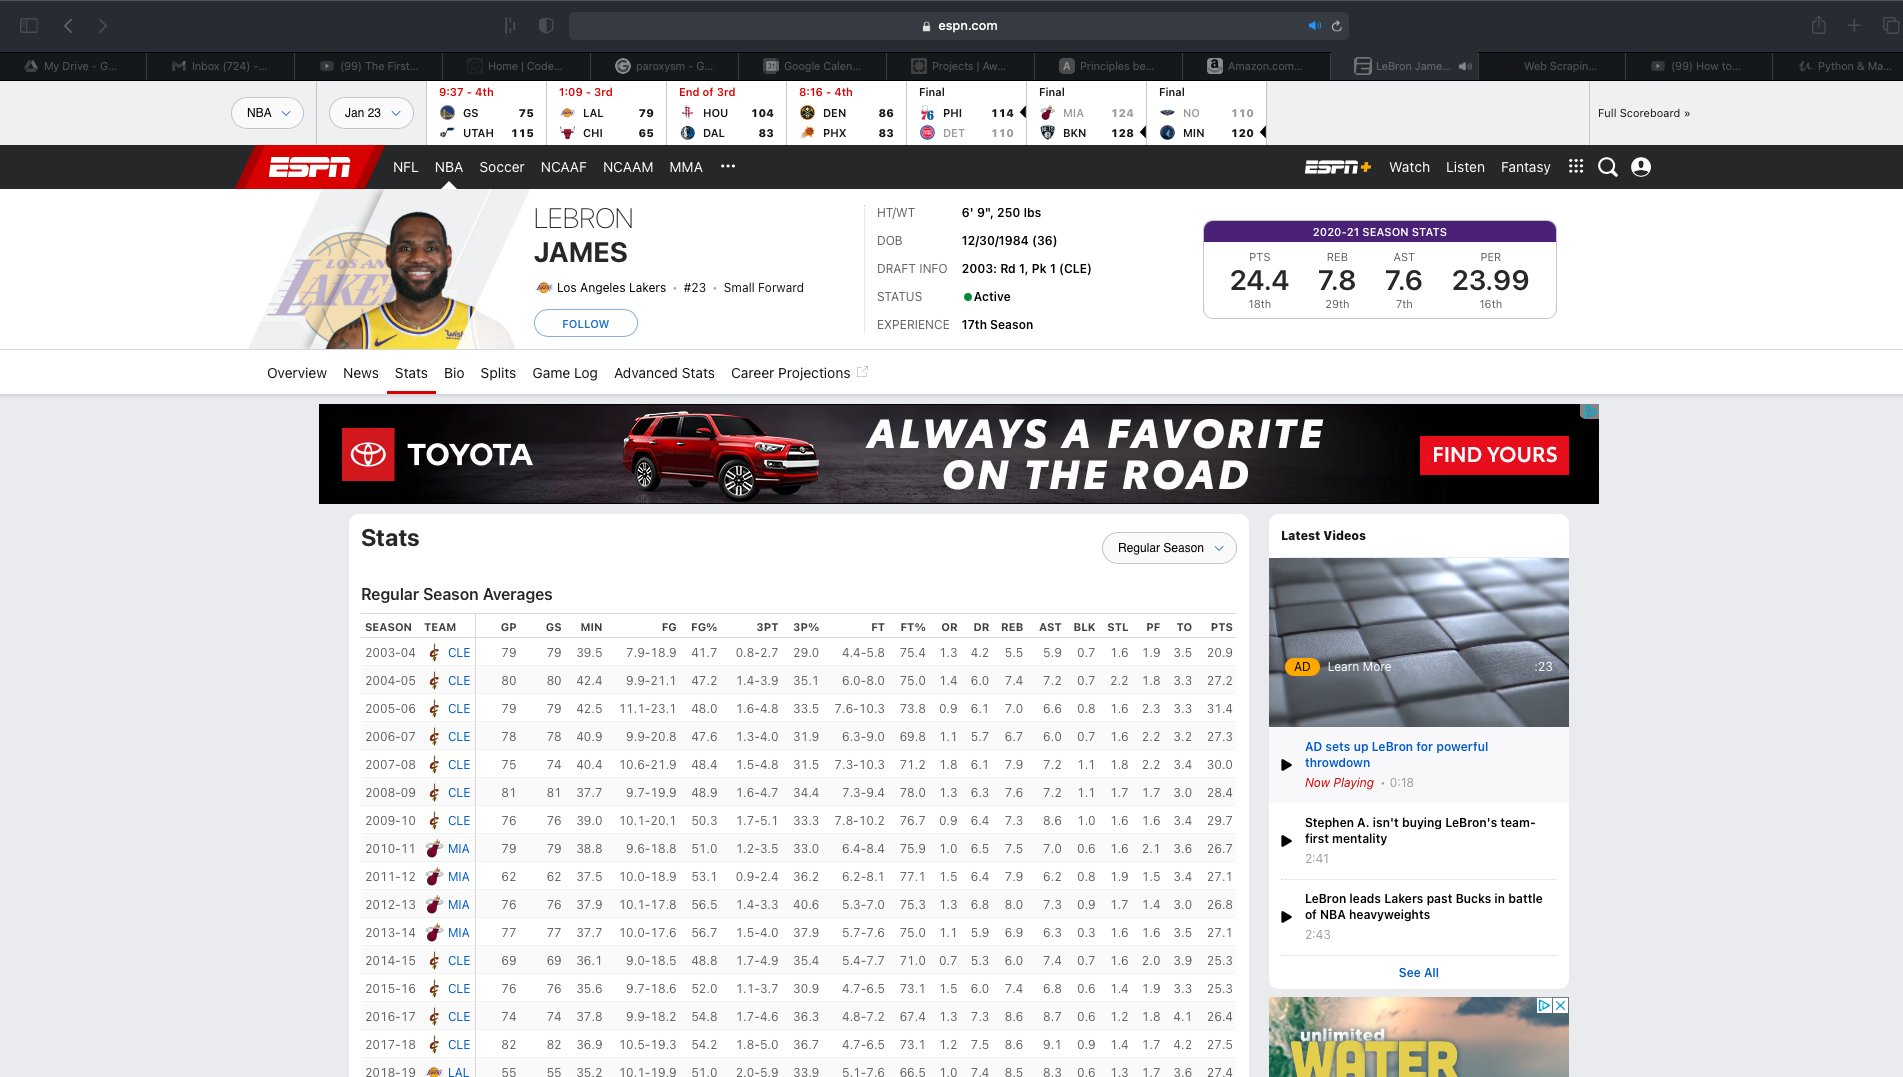 espn.com
My Drive - G...
Inbox (724) -...
(99) The First...
Home | Code...
paroxysm - G...
Google Calen...
Projects | Aw...
Principles be...
Amazon.com...
LeBron Jame...
Web Scrapin...
(99) How to...
Python & Ma...
NBA
Jan 23
9:37 - 4th
GS 75
UTAH 115
1:09 - 3rd
LAL 79
CHI 65
End of 3rd
HOU 104
DAL 83
8:16 - 4th
DEN 86
PHX 83
Final
PHI 114
DET 110
Final
MIA 124
BKN 128
Final
NO 110
MIN 120
Full Scoreboard »
ESPN NFL NBA Soccer NCAAF NCAAM MMA ••• ESPN+ Watch Listen Fantasy
LEBRON
JAMES
Los Angeles Lakers • #23 • Small Forward
FOLLOW
HT/WT 6' 9", 250 lbs
DOB 12/30/1984 (36)
DRAFT INFO 2003: Rd 1, Pk 1 (CLE)
STATUS Active
EXPERIENCE 17th Season
2020-21 SEASON STATS
PTS REB AST PER
24.4 7.8 7.6 23.99
18th 29th 7th 16th
Overview News Stats Bio Splits Game Log Advanced Stats Career Projections
TOYOTA
ALWAYS A FAVORITE
ON THE ROAD
FIND YOURS
Stats
Regular Season
Regular Season Averages
SEASON TEAM GP GS MIN FG FG% 3PT 3P% FT FT% OR DR REB AST BLK STL PF TO PTS
2003-04 CLE 79 79 39.5 7.9-18.9 41.7 0.8-2.7 29.0 4.4-5.8 75.4 1.3 4.2 5.5 5.9 0.7 1.6 1.9 3.5 20.9
2004-05 CLE 80 80 42.4 9.9-21.1 47.2 1.4-3.9 35.1 6.0-8.0 75.0 1.4 6.0 7.4 7.2 0.7 2.2 1.8 3.3 27.2
2005-06 CLE 79 79 42.5 11.1-23.1 48.0 1.6-4.8 33.5 7.6-10.3 73.8 0.9 6.1 7.0 6.6 0.8 1.6 2.3 3.3 31.4
2006-07 CLE 78 78 40.9 9.9-20.8 47.6 1.3-4.0 31.9 6.3-9.0 69.8 1.1 5.7 6.7 6.0 0.7 1.6 2.2 3.2 27.3
2007-08 CLE 75 74 40.4 10.6-21.9 48.4 1.5-4.8 31.5 7.3-10.3 71.2 1.8 6.1 7.9 7.2 1.1 1.8 2.2 3.4 30.0
2008-09 CLE 81 81 37.7 9.7-19.9 48.9 1.6-4.7 34.4 7.3-9.4 78.0 1.3 6.3 7.6 7.2 1.1 1.7 1.7 3.0 28.4
2009-10 CLE 76 76 39.0 10.1-20.1 50.3 1.7-5.1 33.3 7.8-10.2 76.7 0.9 6.4 7.3 8.6 1.0 1.6 1.6 3.4 29.7
2010-11 MIA 79 79 38.8 9.6-18.8 51.0 1.2-3.5 33.0 6.4-8.4 75.9 1.0 6.5 7.5 7.0 0.6 1.6 2.1 3.6 26.7
2011-12 MIA 62 62 37.5 10.0-18.9 53.1 0.9-2.4 36.2 6.2-8.1 77.1 1.5 6.4 7.9 6.2 0.8 1.9 1.5 3.4 27.1
2012-13 MIA 76 76 37.9 10.1-17.8 56.5 1.4-3.3 40.6 5.3-7.0 75.3 1.3 6.8 8.0 7.3 0.9 1.7 1.4 3.0 26.8
2013-14 MIA 77 77 37.7 10.0-17.6 56.7 1.5-4.0 37.9 5.7-7.6 75.0 1.1 5.9 6.9 6.3 0.3 1.6 1.6 3.5 27.1
2014-15 CLE 69 69 36.1 9.0-18.5 48.8 1.7-4.9 35.4 5.4-7.7 71.0 0.7 5.3 6.0 7.4 0.7 1.6 2.0 3.9 25.3
2015-16 CLE 76 76 35.6 9.7-18.6 52.0 1.1-3.7 30.9 4.7-6.5 73.1 1.5 6.0 7.4 6.8 0.6 1.4 1.9 3.3 25.3
2016-17 CLE 74 74 37.8 9.9-18.2 54.8 1.7-4.6 36.3 4.8-7.2 67.4 1.3 7.3 8.6 8.7 0.6 1.2 1.8 4.1 26.4
2017-18 CLE 82 82 36.9 10.5-19.3 54.2 1.8-5.0 36.7 4.7-6.5 73.1 1.2 7.5 8.6 9.1 0.9 1.4 1.7 4.2 27.5
2018-19 LAL 55 55 35.2 10.1-19.9 51.0 2.0-5.9 33.9 5.1-7.6 66.5 1.0 7.4 8.5 8.3 0.6 1.3 1.7 3.6 27.4
Latest Videos
AD Learn More :23
AD sets up LeBron for powerful
throwdown
Now Playing • 0:18
Stephen A. isn't buying LeBron's team-
first mentality
2:41
LeBron leads Lakers past Bucks in battle
of NBA heavyweights
2:43
See All
unlimited
WATER